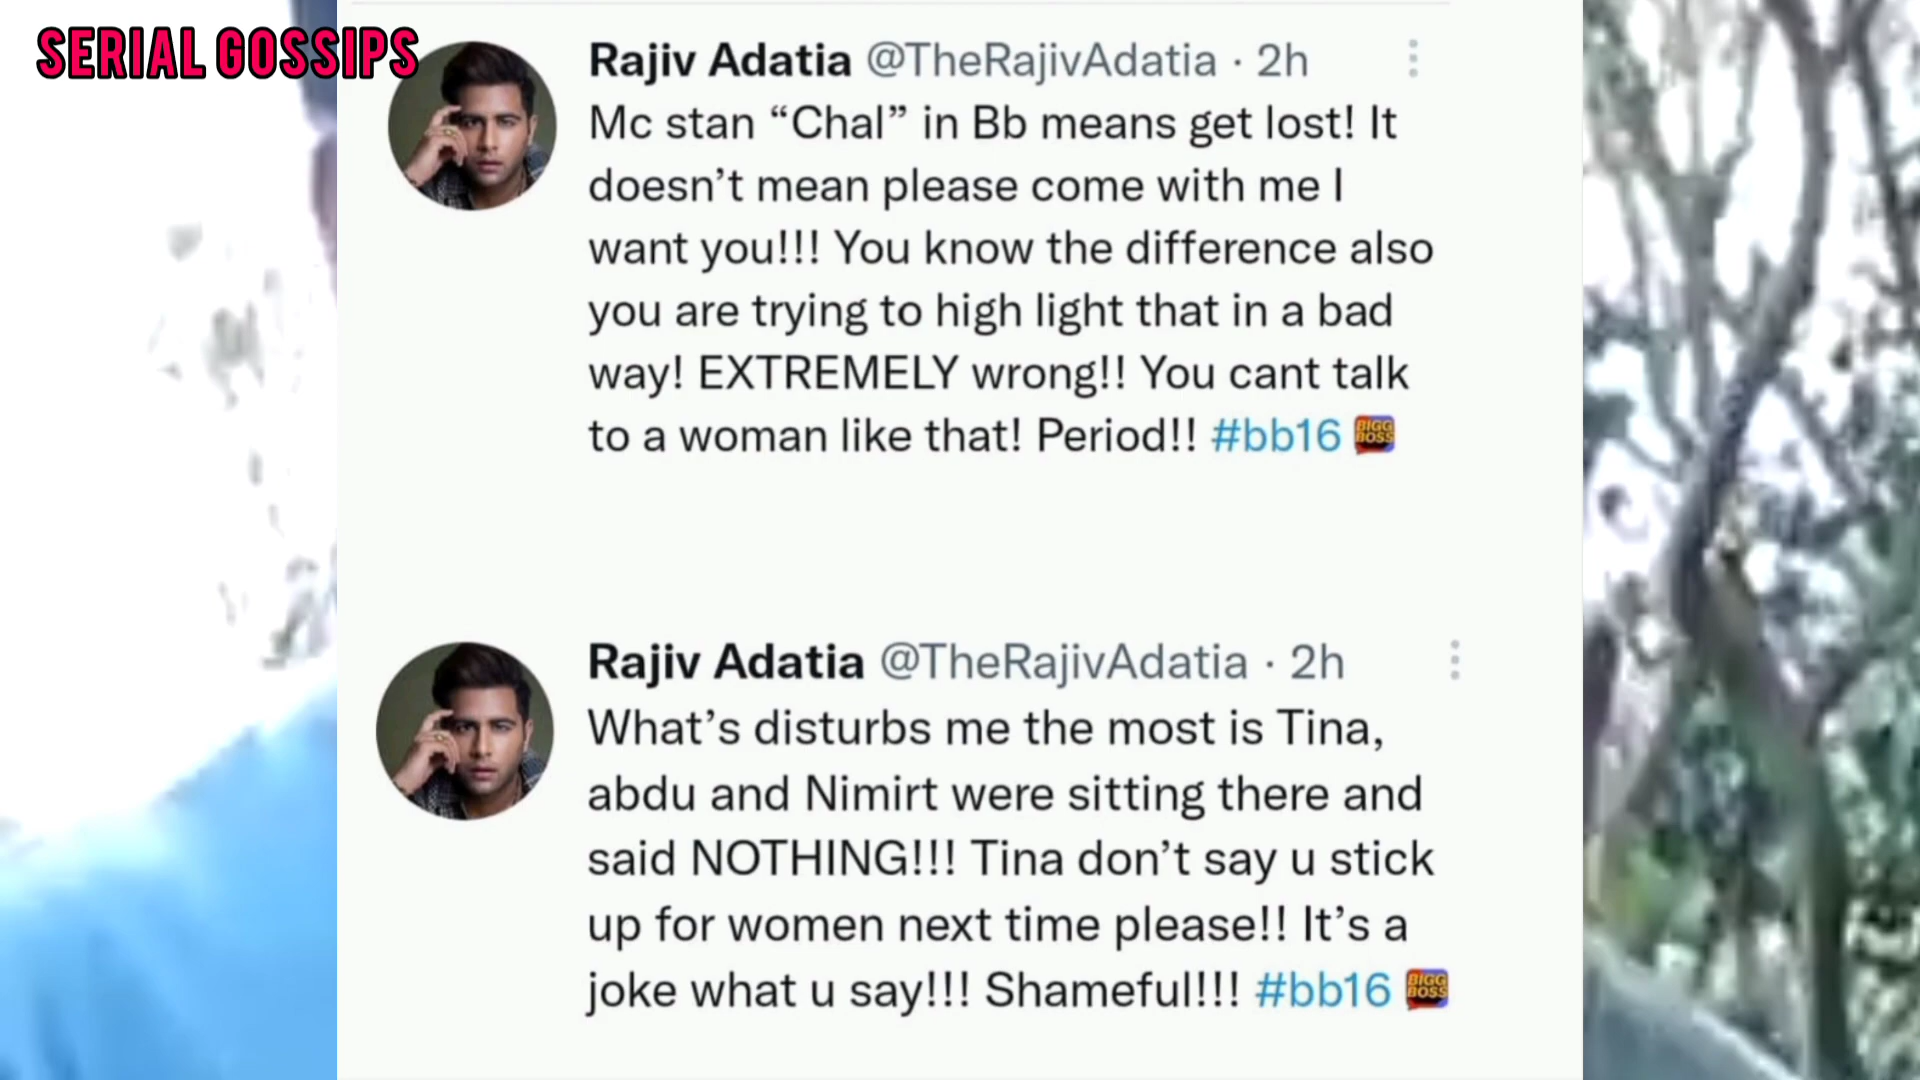 SERIAL GOSSIPS
Rajiv Adatia @TheRajivAdatia · 2h
Mc stan “Chal” in Bb means get lost! It
doesn’t mean please come with me I
want you!!! You know the difference also
you are trying to high light that in a bad
way! EXTREMELY wrong!! You cant talk
to a woman like that! Period!! #bb16 BIGG BOSS
Rajiv Adatia @TheRajivAdatia · 2h
What’s disturbs me the most is Tina,
abdu and Nimirt were sitting there and
said NOTHING!!! Tina don’t say u stick
up for women next time please!! It’s a
joke what u say!!! Shameful!!! #bb16 BIGG BOSS